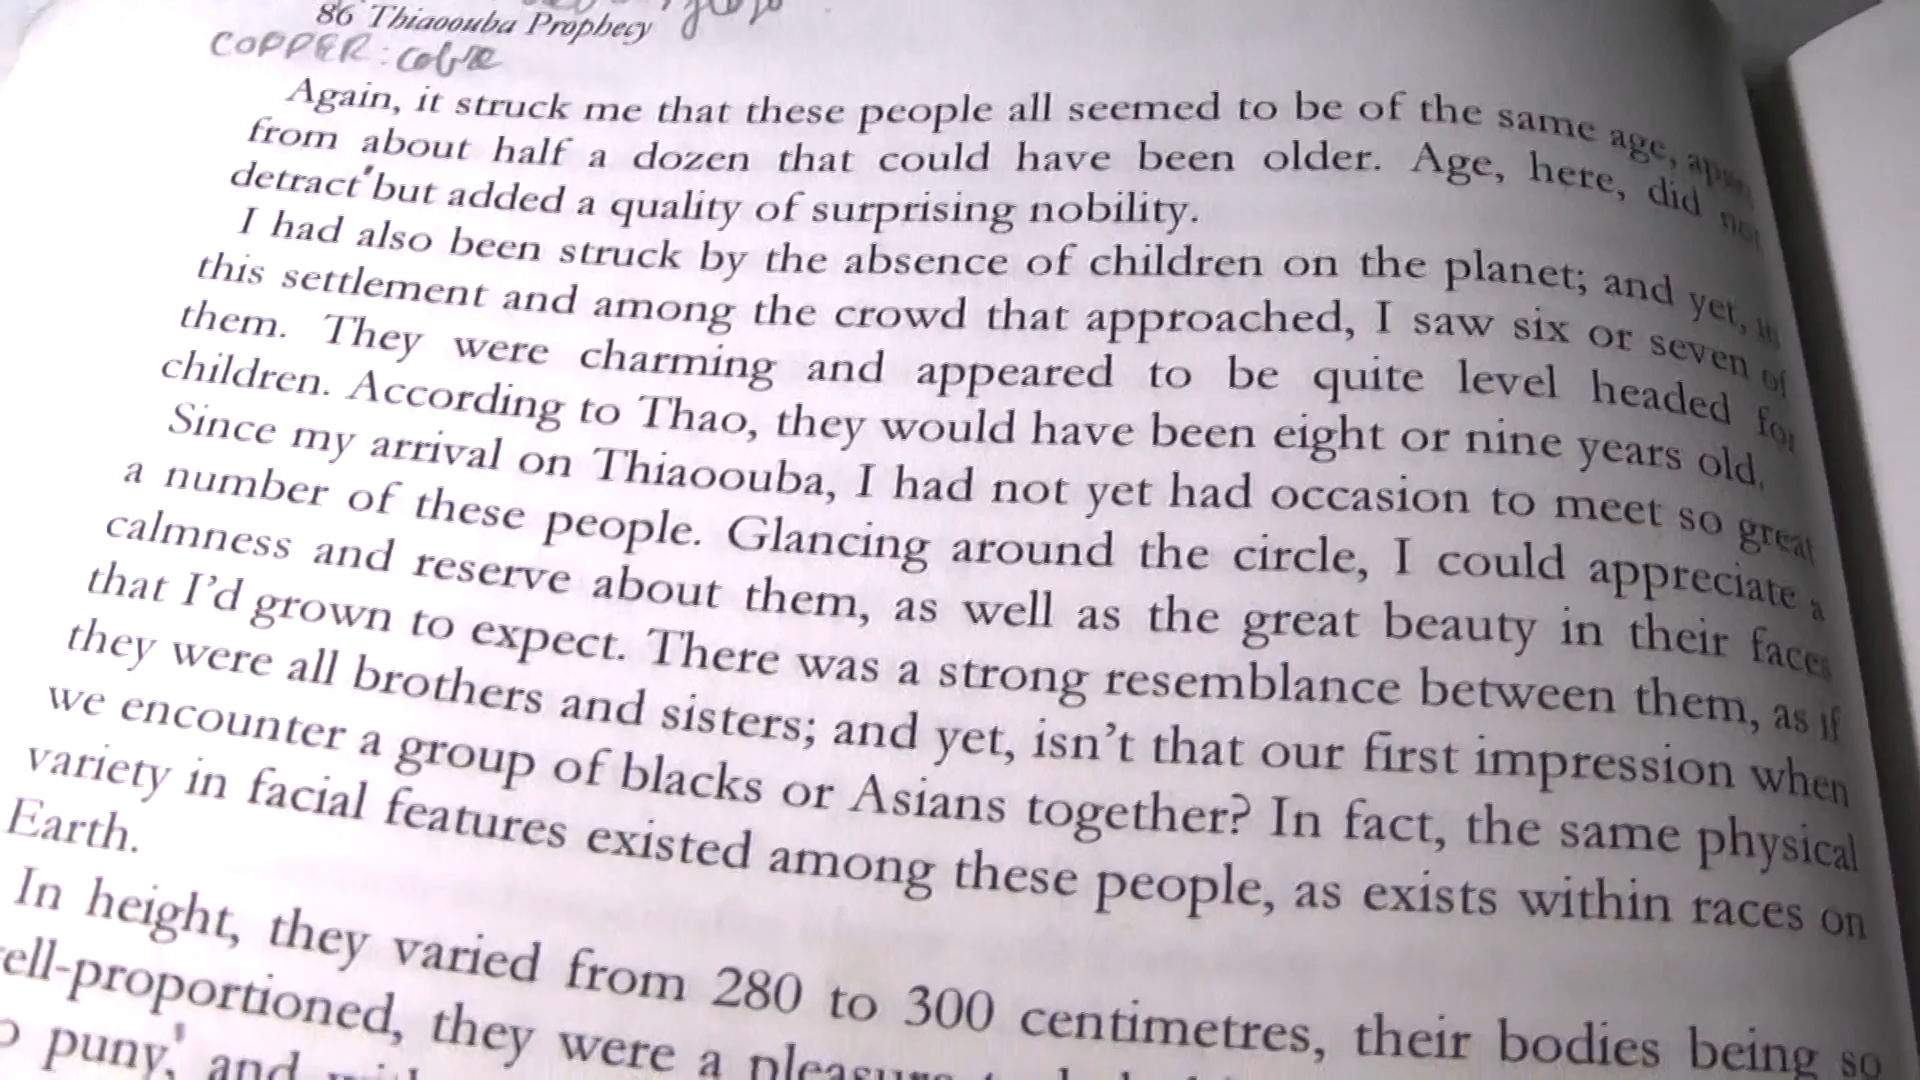 86 Thiaoouba Prophecy
COPPER: cobre
Again, it struck me that these people all seemed to be of the same age, apart
from about half a dozen that could have been older. Age, here, did not
detract but added a quality of surprising nobility.
I had also been struck by the absence of children on the planet; and yet, in
this settlement and among the crowd that approached, I saw six or seven of
them. They were charming and appeared to be quite level headed for
children. According to Thao, they would have been eight or nine years old.
Since my arrival on Thiaoouba, I had not yet had occasion to meet so great
a number of these people. Glancing around the circle, I could appreciate a
calmness and reserve about them, as well as the great beauty in their faces
that I'd grown to expect. There was a strong resemblance between them, as if
they were all brothers and sisters; and yet, isn't that our first impression when
we encounter a group of blacks or Asians together? In fact, the same physical
variety in facial features existed among these people, as exists within races on
Earth.
In height, they varied from 280 to 300 centimetres, their bodies being so
ell-proportioned, they were a pleasure
puny, and